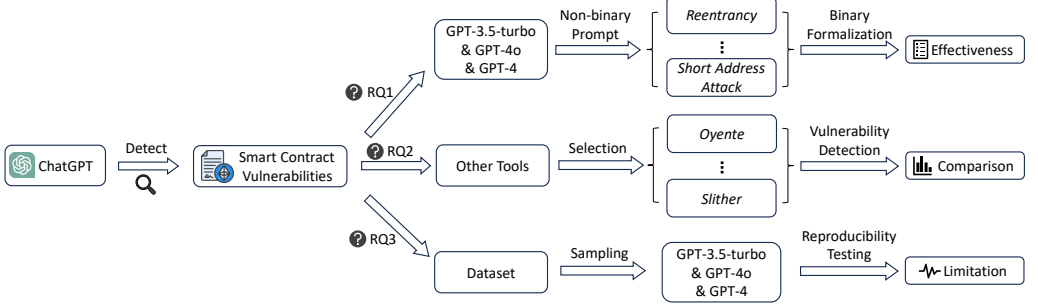 ChatGPT
Detect
Smart Contract
Vulnerabilities
? RQ1
GPT-3.5-turbo
& GPT-4o
& GPT-4
Non-binary
Prompt
Reentrancy
⋮
Short Address
Attack
Binary
Formalization
Effectiveness
? RQ2
Other Tools
Selection
Oyente
⋮
Slither
Vulnerability
Detection
Comparison
? RQ3
Dataset
Sampling
GPT-3.5-turbo
& GPT-4o
& GPT-4
Reproducibility
Testing
Limitation